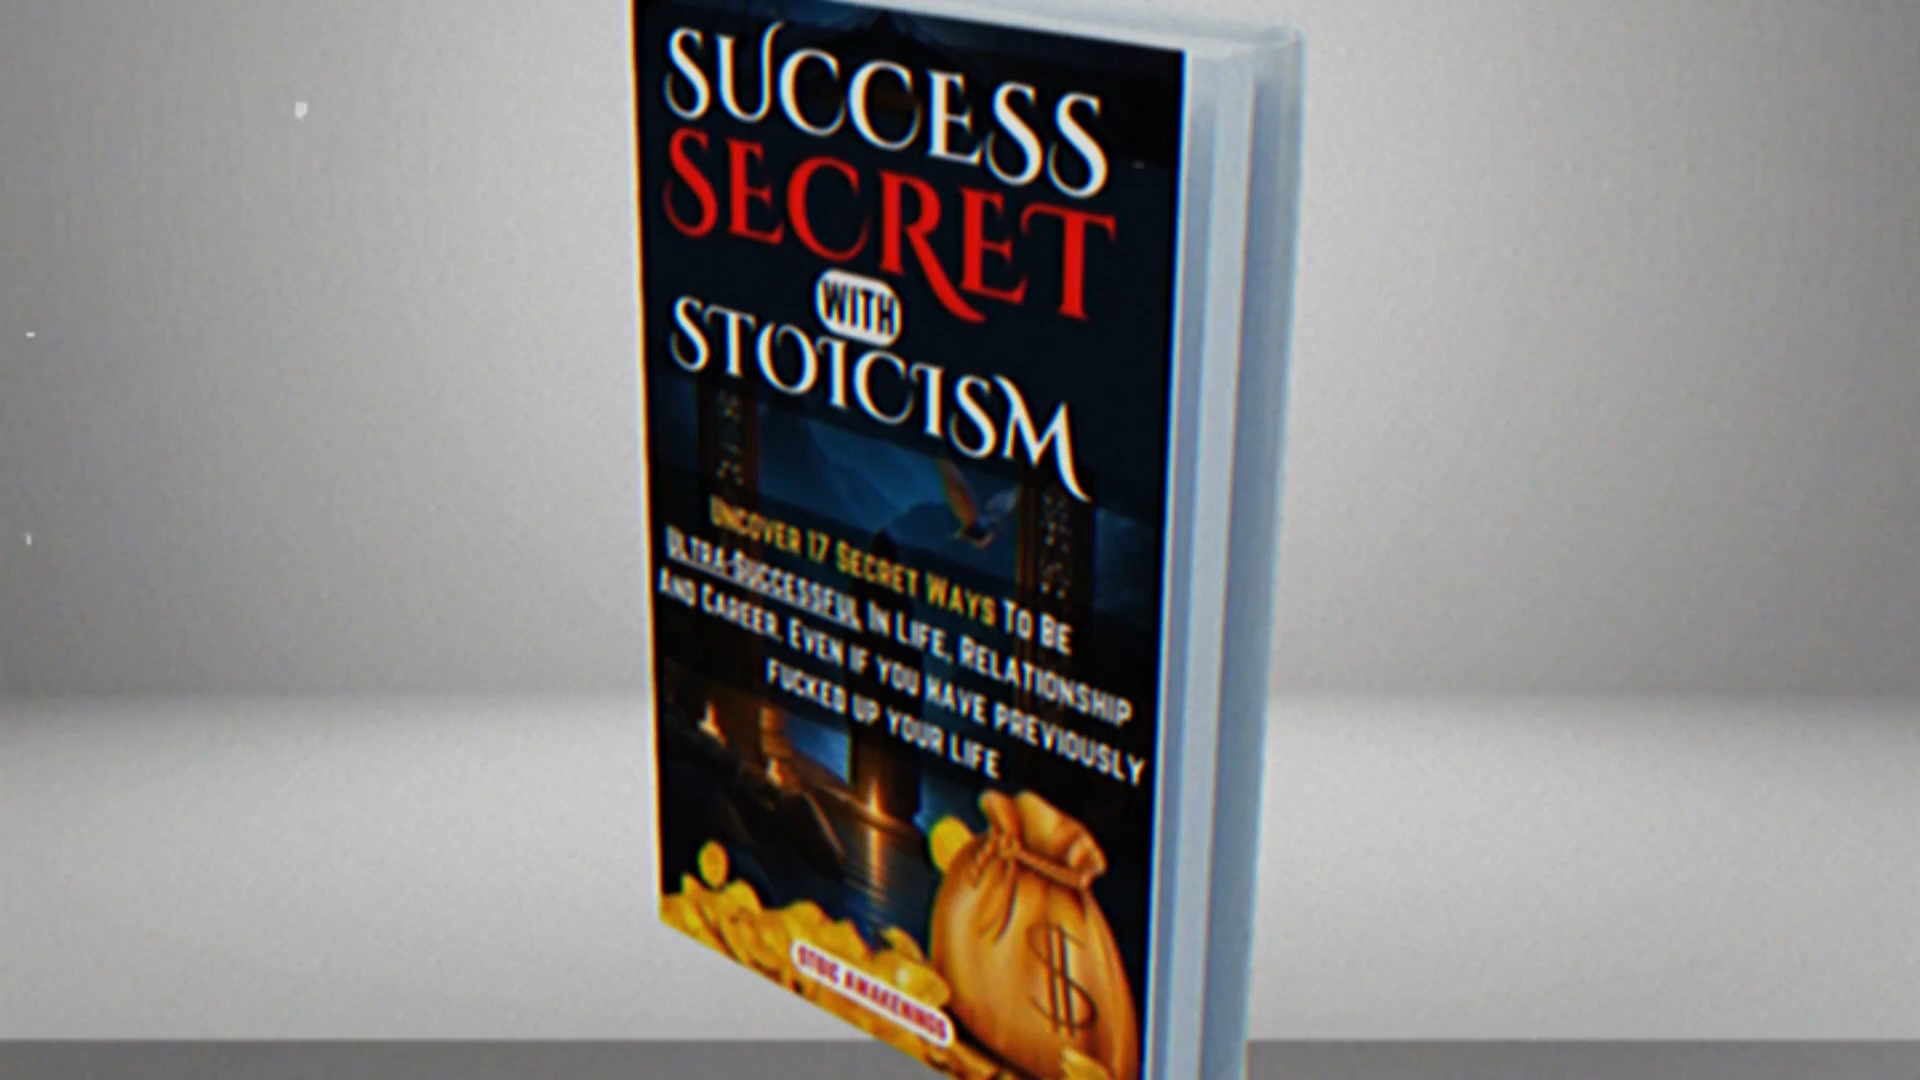 SUCCESS
SECRET
WITH
STOICISM
UNCOVER 17 SECRET WAYS TO BE
ULTRA-SUCCESSFUL IN LIFE, RELATIONSHIP
AND CAREER, EVEN IF YOU HAVE PREVIOUSLY
FUCKED UP YOUR LIFE
STOIC AWAKENINGS